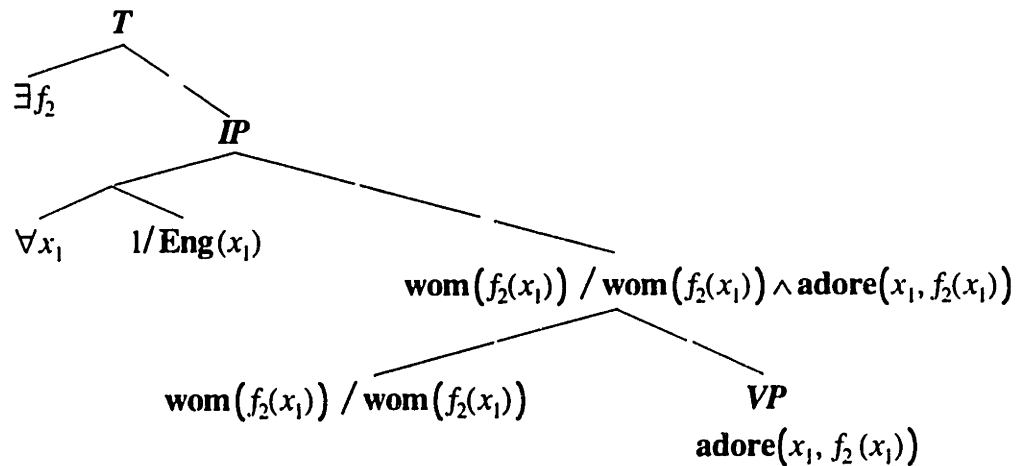 T
∃f₂
IP
∀x₁ 1/Eng(x₁)
wom(f₂(x₁)) / wom(f₂(x₁)) ∧ adore(x₁, f₂(x₁))
wom(f₂(x₁)) / wom(f₂(x₁)) VP
adore(x₁, f₂(x₁))